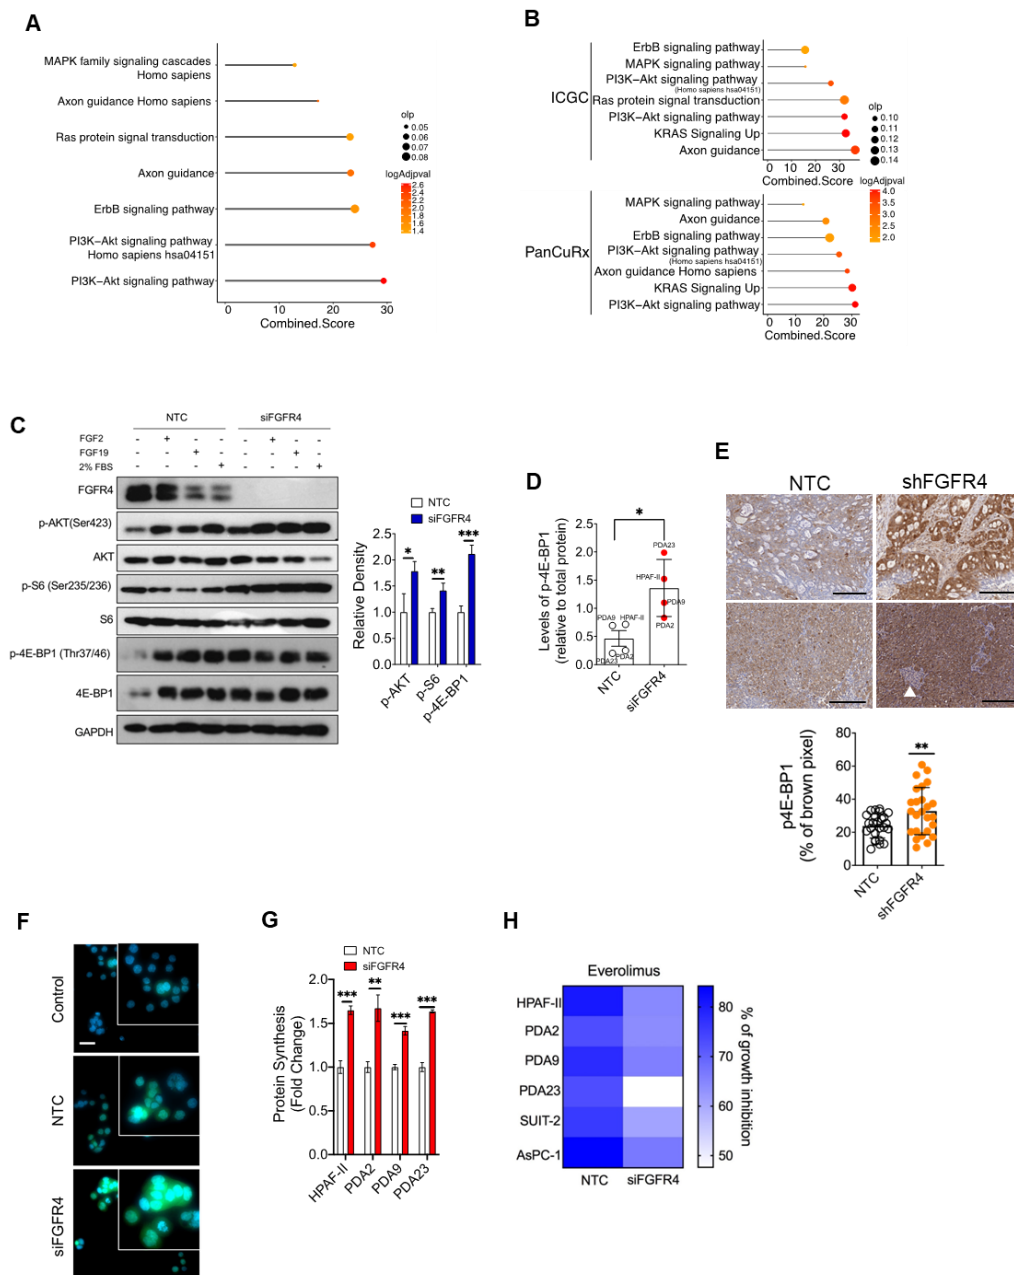 A
MAPK family signaling cascades
Homo sapiens
Axon guidance Homo sapiens
Ras protein signal transduction
Axon guidance
ErbB signaling pathway
PI3K−Akt signaling pathway
Homo sapiens hsa04151
PI3K−Akt signaling pathway
0 10 20 30
Combined.Score
olp
0.05
0.06
0.07
0.08
logAdjpval
2.6
2.4
2.2
2.0
1.8
1.6
1.4
B
ICGC
ErbB signaling pathway
MAPK signaling pathway
PI3K−Akt signaling pathway
(Homo sapiens hsa04151)
Ras protein signal transduction
PI3K−Akt signaling pathway
KRAS Signaling Up
Axon guidance
0 10 20 30
Combined.Score
PanCuRx
MAPK signaling pathway
Axon guidance
ErbB signaling pathway
PI3K−Akt signaling pathway
(Homo sapiens hsa04151)
Axon guidance Homo sapiens
KRAS Signaling Up
PI3K−Akt signaling pathway
0 10 20 30
Combined.Score
olp
0.10
0.11
0.12
0.13
0.14
logAdjpval
4.0
3.5
3.0
2.5
2.0
C
NTC siFGFR4
FGF2 - + - - - + - -
FGF19 - - + - - - + -
2% FBS - - - + - - - +
FGFR4
p-AKT(Ser423)
AKT
p-S6 (Ser235/236)
S6
p-4E-BP1 (Thr37/46)
4E-BP1
GAPDH
NTC
siFGFR4
Relative Density
2.5
2.0
1.5
1.0
0.5
0.0
* ** ***
p-AKT
p-S6
p-4E-BP1
D
Levels of p-4E-BP1
(relative to total protein)
2.5
2.0
1.5
1.0
0.5
0.0
*
PDA23
HPAF-II
PDA9
PDA2
PDA9 HPAF-II
PDA23 PDA2
NTC
siFGFR4
E
NTC shFGFR4
p4E-BP1
(% of brown pixel)
80
60
40
20
0
**
NTC
shFGFR4
F
Control
NTC
siFGFR4
G
NTC
siFGFR4
Protein Synthesis
(Fold Change)
2.0
1.5
1.0
0.5
0.0
*** ** *** ***
HPAF-II
PDA2
PDA9
PDA23
H
Everolimus
HPAF-II
PDA2
PDA9
PDA23
SUIT-2
AsPC-1
NTC siFGFR4
80
70
60
50
% of growth inhibition